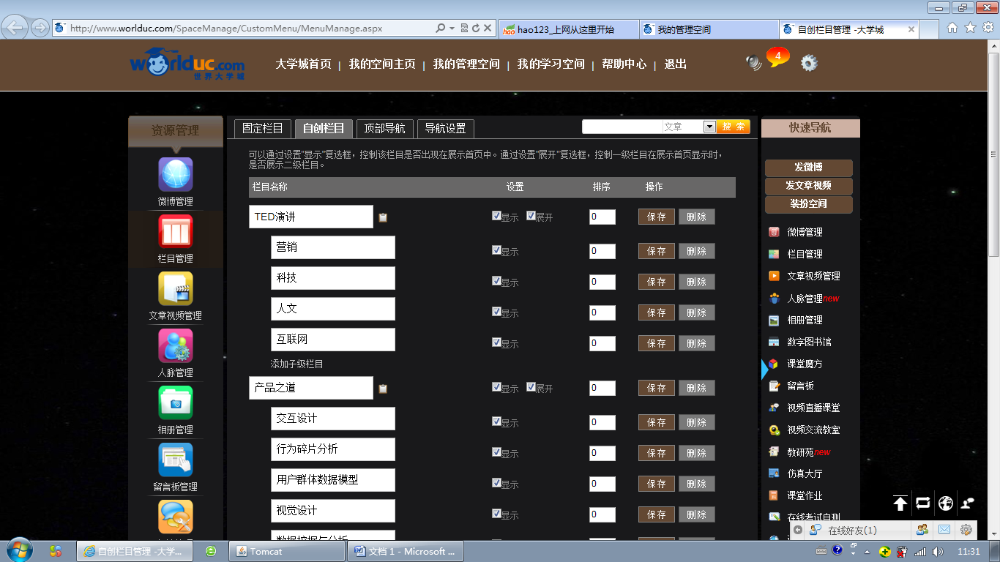 http://www.worlduc.com/SpaceManage/CustomMenu/MenuManage.aspx
hao123_上网从这里开始
我的管理空间
自创栏目管理 -大学城
worlduc.com
世界大学城
大学城首页 | 我的空间主页 | 我的管理空间 | 我的学习空间 | 帮助中心 | 退出
4
资源管理
微博管理
栏目管理
文章视频管理
人脉管理
相册管理
留言板管理
固定栏目 自创栏目 顶部导航 导航设置
文章 搜 索
可以通过设置"显示"复选框，控制该栏目是否出现在展示首页中。通过设置"展开"复选框，控制一级栏目在展示首页显示时，
是否展示二级栏目。
栏目名称 设置 排序 操作
TED演讲 显示 展开 0 保存 删除
营销 显示 0 保存 删除
科技 显示 0 保存 删除
人文 显示 0 保存 删除
互联网 显示 0 保存 删除
添加子级栏目
产品之道 显示 展开 0 保存 删除
交互设计 显示 0 保存 删除
行为碎片分析 显示 0 保存 删除
用户群体数据模型 显示 0 保存 删除
视觉设计 显示 0 保存 删除
数据挖掘与分析
快速导航
发微博
发文章视频
装扮空间
微博管理
栏目管理
文章视频管理
人脉管理new
相册管理
数字图书馆
课堂魔方
留言板
视频直播课堂
视频交流教室
教研苑new
仿真大厅
课堂作业
在线考试自测
在线好友(1)
自创栏目管理 -大学...
Tomcat
文档 1 - Microsoft ...
11:31